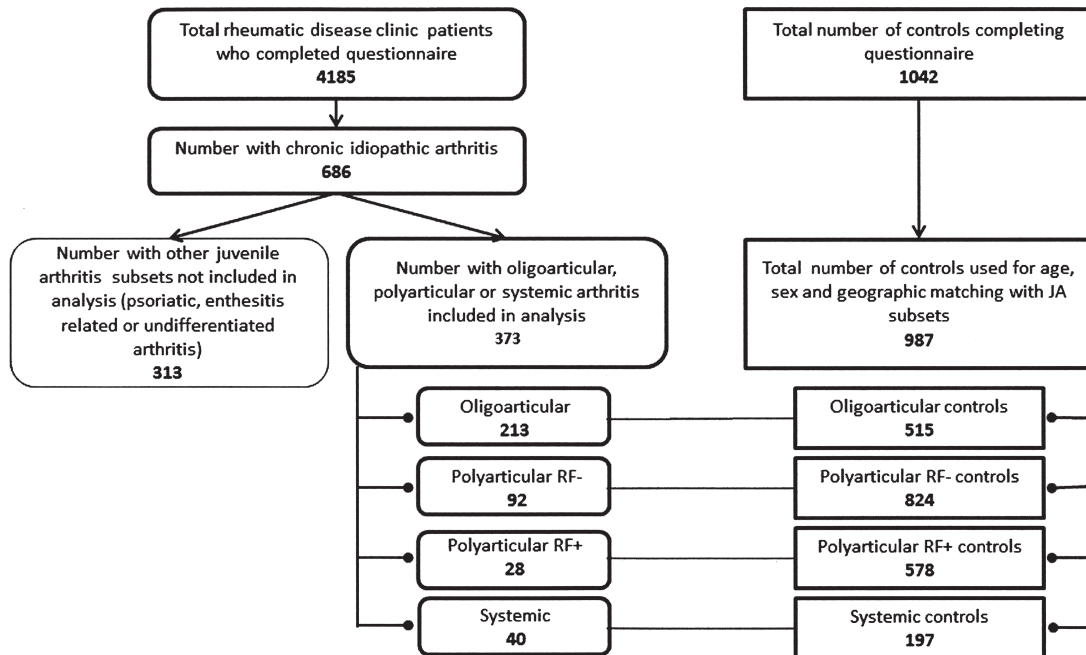 Total rheumatic disease clinic patients
who completed questionnaire
4185
Total number of controls completing
questionnaire
1042
Number with chronic idiopathic arthritis
686
Number with other juvenile
arthritis subsets not included in
analysis (psoriatic, enthesitis
related or undifferentiated
arthritis)
313
Number with oligoarticular,
polyarticular or systemic arthritis
included in analysis
373
Total number of controls used for age,
sex and geographic matching with JA
subsets
987
Oligoarticular
213
Oligoarticular controls
515
Polyarticular RF-
92
Polyarticular RF- controls
824
Polyarticular RF+
28
Polyarticular RF+ controls
578
Systemic
40
Systemic controls
197